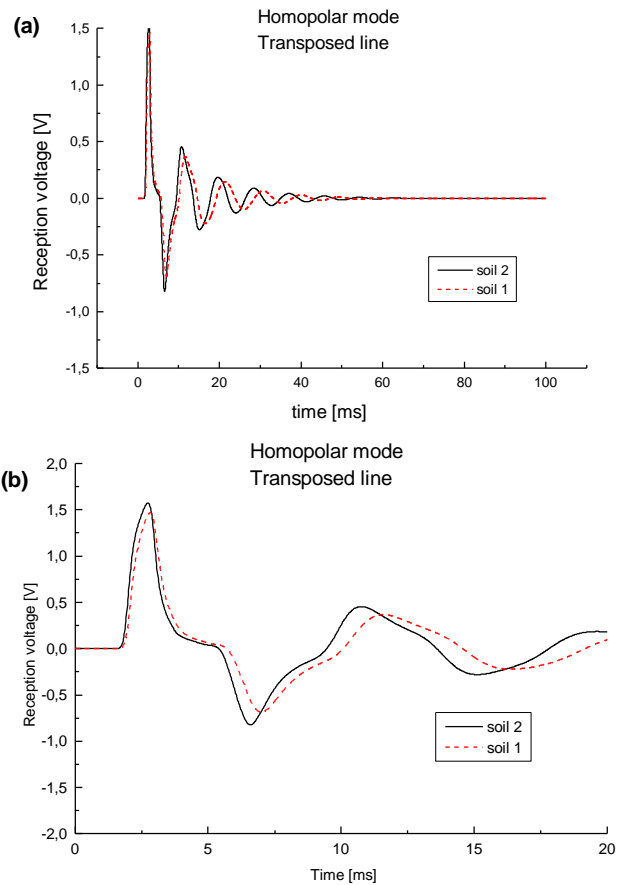 (a)
Homopolar mode
Transposed line
Reception voltage [V]
1,5
1,0
0,5
0,0
-0,5
-1,0
-1,5
soil 2
soil 1
0
20
40
60
80
100
time [ms]
(b)
Homopolar mode
Transposed line
Reception voltage [V]
2,0
1,5
1,0
0,5
0,0
-0,5
-1,0
-1,5
-2,0
soil 2
soil 1
0
5
10
15
20
Time [ms]